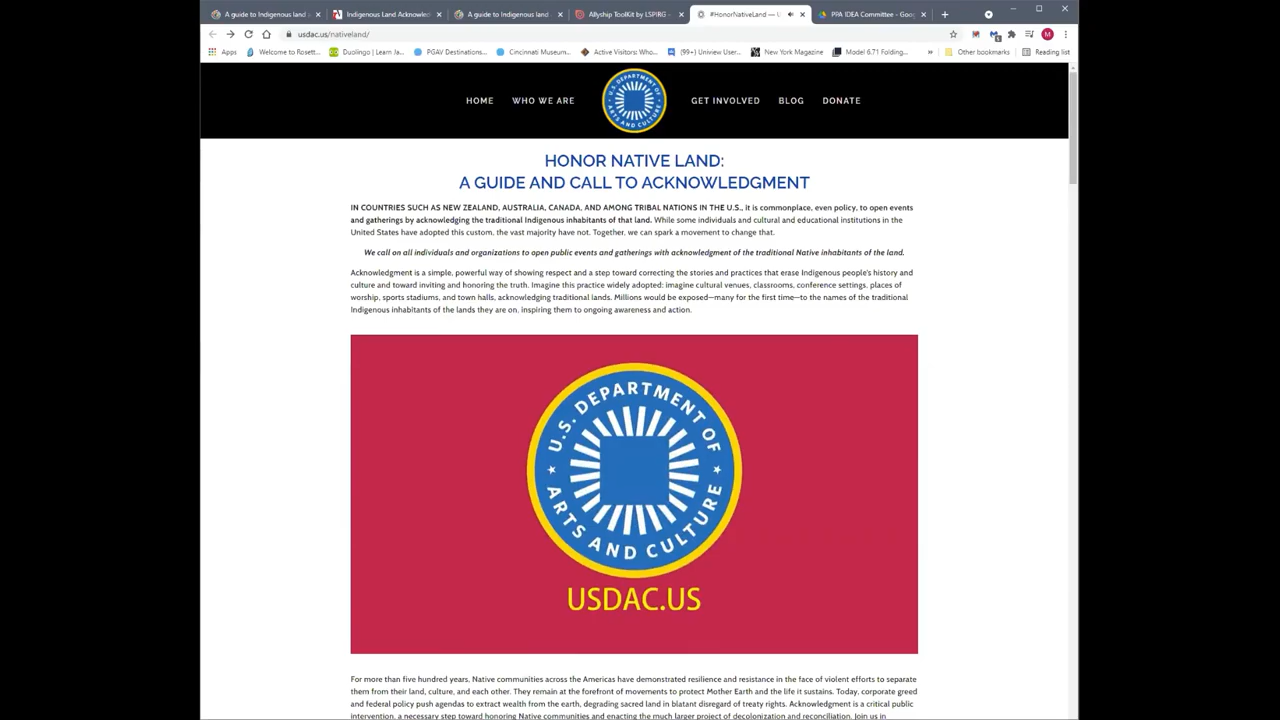 A guide to Indigenous land
Indigenous Land Acknowled
A guide to Indigenous land
Allyship ToolKit by LSPIRG
#HonorNativeLand — U
PPA IDEA Committee - Goo
usdac.us/nativeland/
Apps
Welcome to Rosett...
Duolingo | Learn Ja...
PGAV Destinations...
Cincinnati Museum...
Active Visitors: Who...
(99+) Uniview User...
New York Magazine
Model 6.71 Folding...
»
Other bookmarks
Reading list
HOME
WHO WE ARE
U.S. DEPARTMENT OF
ARTS AND CULTURE
GET INVOLVED
BLOG
DONATE
HONOR NATIVE LAND:
A GUIDE AND CALL TO ACKNOWLEDGMENT
IN COUNTRIES SUCH AS NEW ZEALAND, AUSTRALIA, CANADA, AND AMONG TRIBAL NATIONS IN THE U.S., it is commonplace, even policy, to open events
and gatherings by acknowledging the traditional Indigenous inhabitants of that land. While some individuals and cultural and educational institutions in the
United States have adopted this custom, the vast majority have not. Together, we can spark a movement to change that.
We call on all individuals and organizations to open public events and gatherings with acknowledgment of the traditional Native inhabitants of the land.
Acknowledgment is a simple, powerful way of showing respect and a step toward correcting the stories and practices that erase Indigenous people's history and
culture and toward inviting and honoring the truth. Imagine this practice widely adopted: imagine cultural venues, classrooms, conference settings, places of
worship, sports stadiums, and town halls, acknowledging traditional lands. Millions would be exposed—many for the first time—to the names of the traditional
Indigenous inhabitants of the lands they are on, inspiring them to ongoing awareness and action.
U.S. DEPARTMENT OF
ARTS AND CULTURE
USDAC.US
For more than five hundred years, Native communities across the Americas have demonstrated resilience and resistance in the face of violent efforts to separate
them from their land, culture, and each other. They remain at the forefront of movements to protect Mother Earth and the life it sustains. Today, corporate greed
and federal policy push agendas to extract wealth from the earth, degrading sacred land in blatant disregard of treaty rights. Acknowledgment is a critical public
intervention, a necessary step toward honoring Native communities and enacting the much larger project of decolonization and reconciliation. Join us in